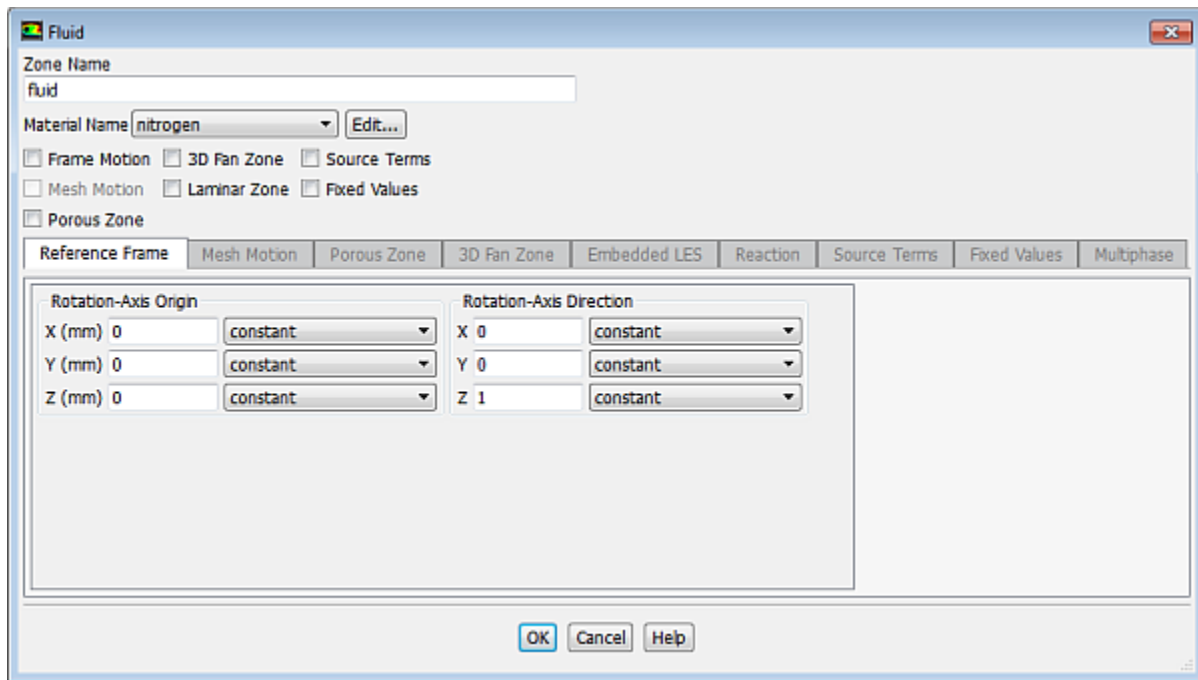 Fluid
Zone Name
fluid
Material Name nitrogen Edit...
Frame Motion 3D Fan Zone Source Terms
Mesh Motion Laminar Zone Fixed Values
Porous Zone
Reference Frame Mesh Motion Porous Zone 3D Fan Zone Embedded LES Reaction Source Terms Fixed Values Multiphase
Rotation-Axis Origin Rotation-Axis Direction
X (mm) 0 constant X 0 constant
Y (mm) 0 constant Y 0 constant
Z (mm) 0 constant Z 1 constant
OK Cancel Help